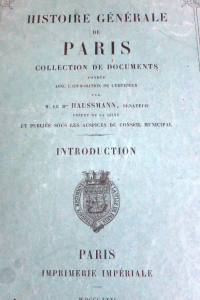 HISTOIRE GÉNÉRALE
DE
PARIS
COLLECTION DE DOCUMENTS
FONDÉE
AVEC L'APPROBATION DE L'EMPEREUR
PAR
M. LE Bon HAUSSMANN, SÉNATEUR
PRÉFET DE LA SEINE
ET PUBLIÉE SOUS LES AUSPICES DU CONSEIL MUNICIPAL
INTRODUCTION
PARIS
IMPRIMERIE IMPÉRIALE